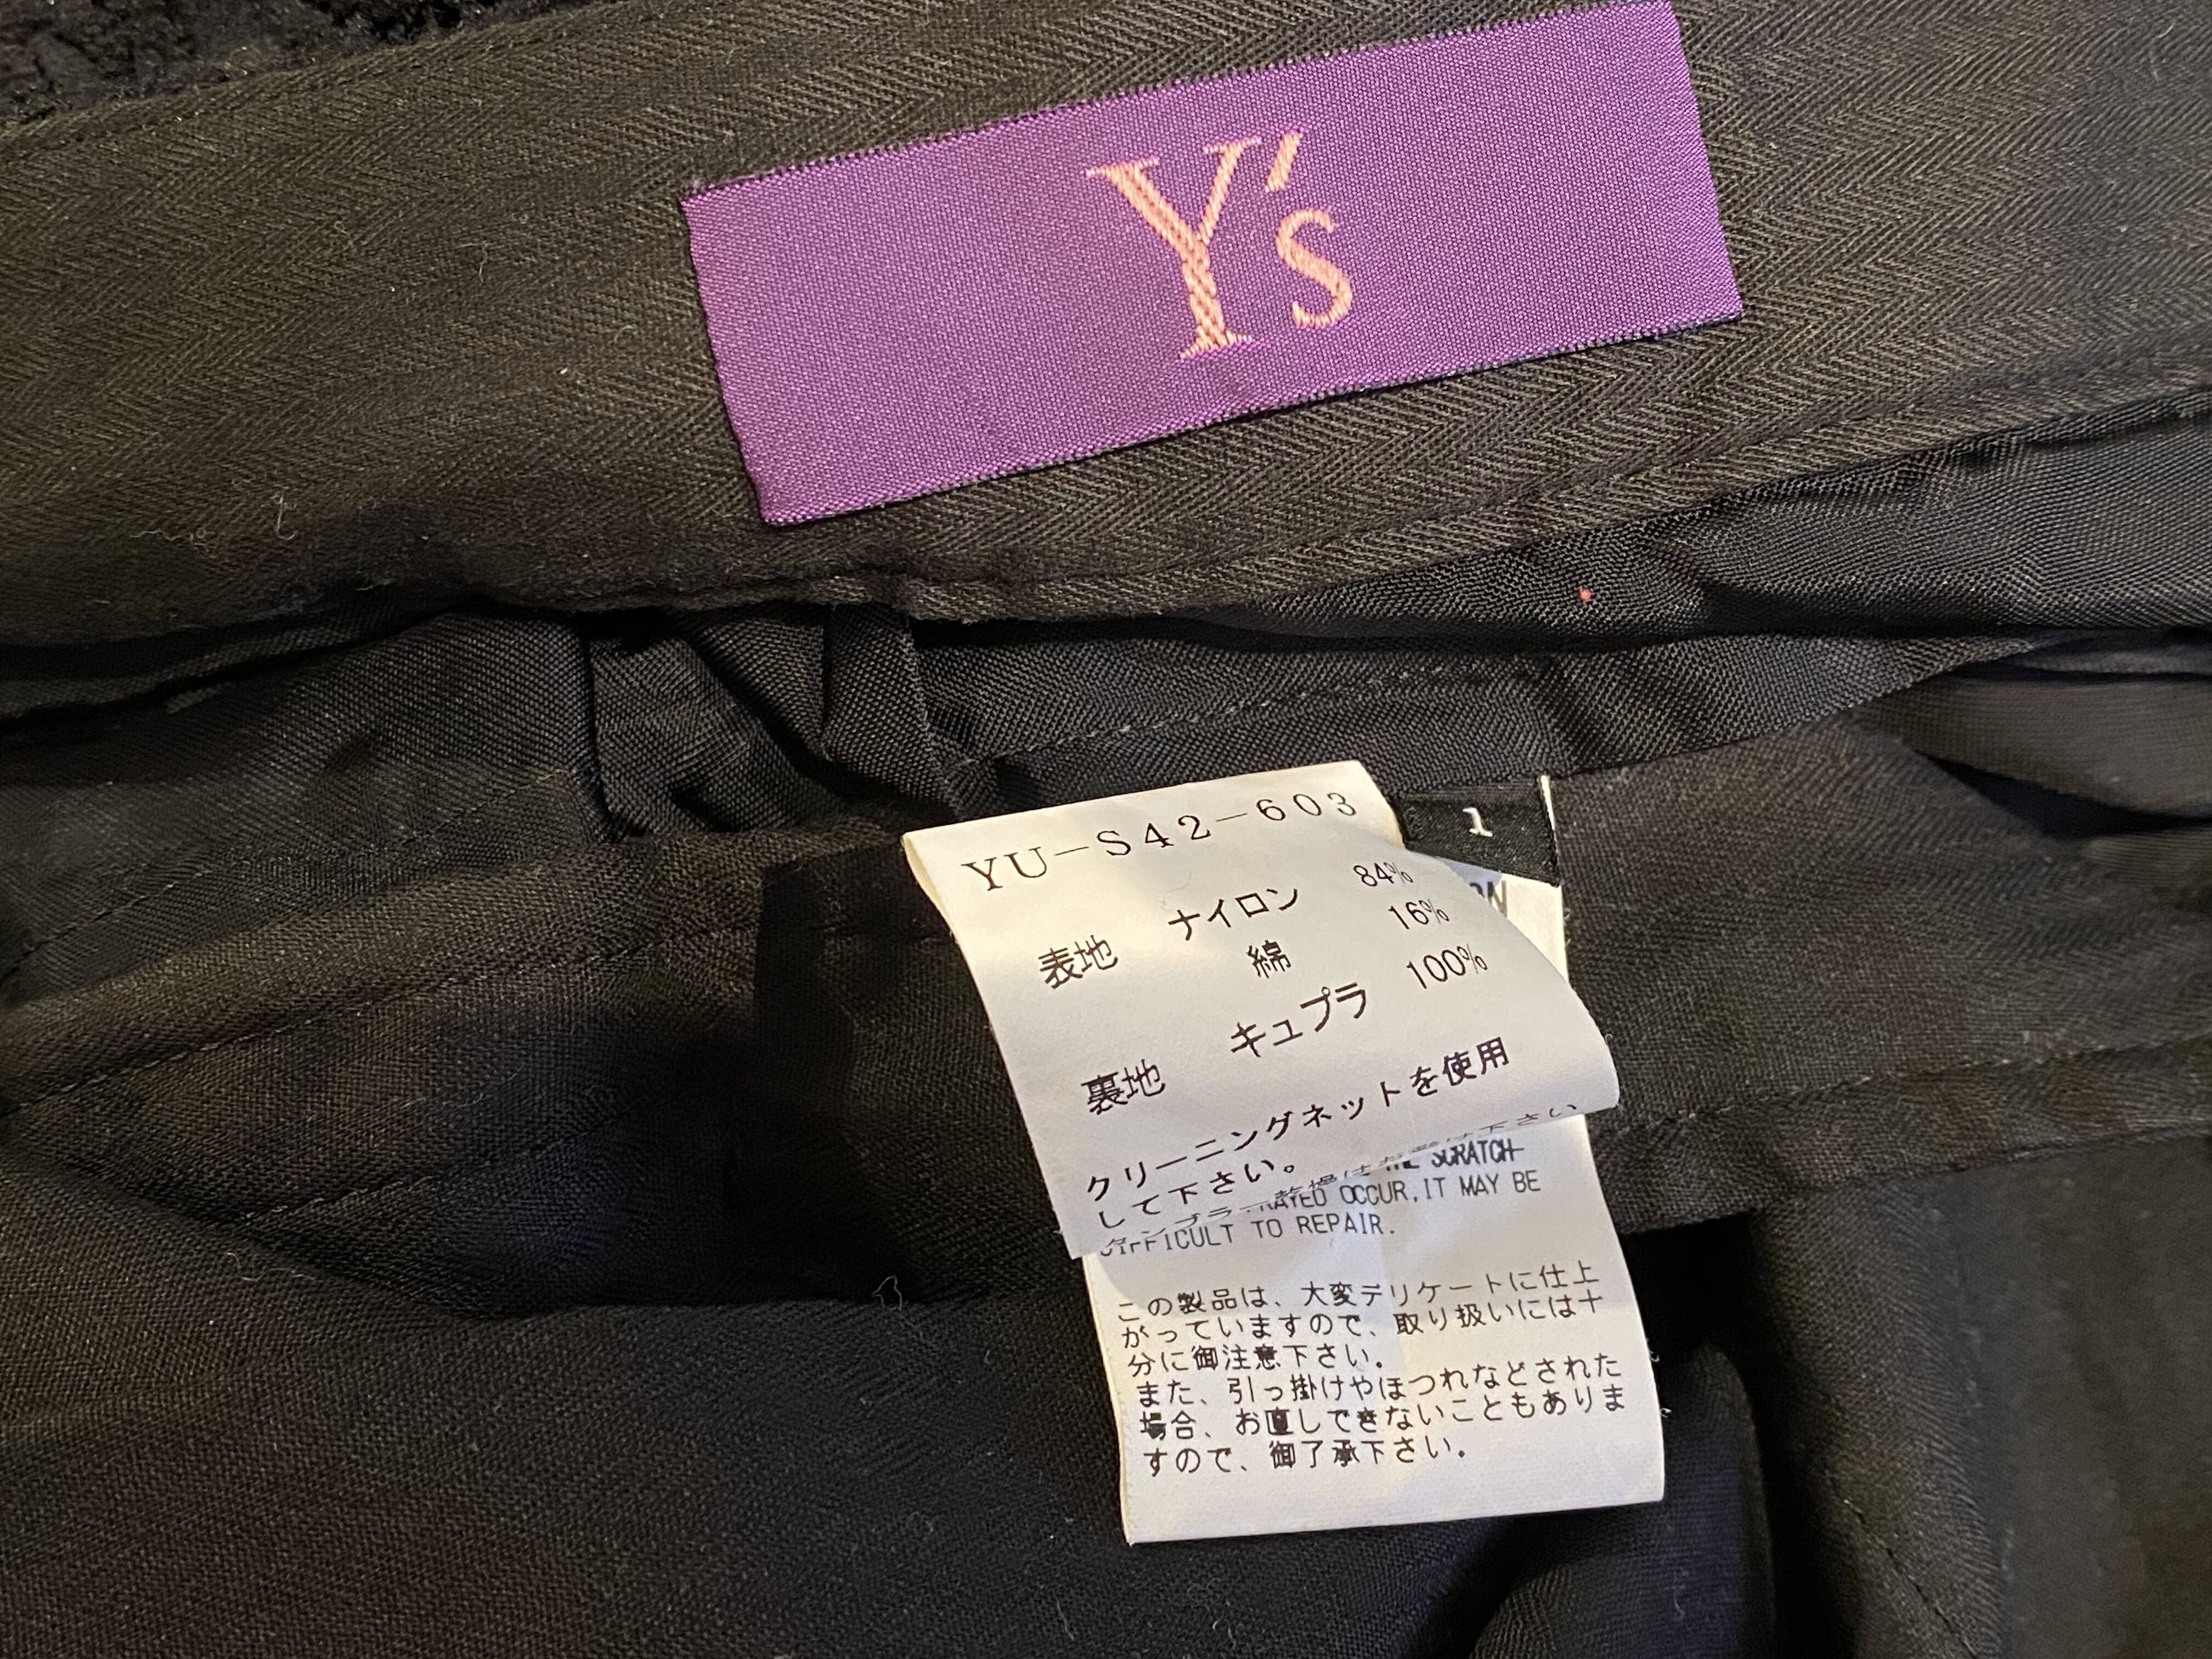 Y's
YU-S42-603
1
表地 ナイロン 84%
綿 16%
裏地 キュプラ 100%
クリーニングネットを使用
して下さい。
SCRATCH-
OCCUR,IT MAY BE
DIFFICULT TO REPAIR.
この製品は、大変デリケートに仕上
がっていますので、取り扱いには十
分に御注意下さい。
また、引っ掛けやほつれなどされた
場合、お直しできないこともありま
すので、御了承下さい。